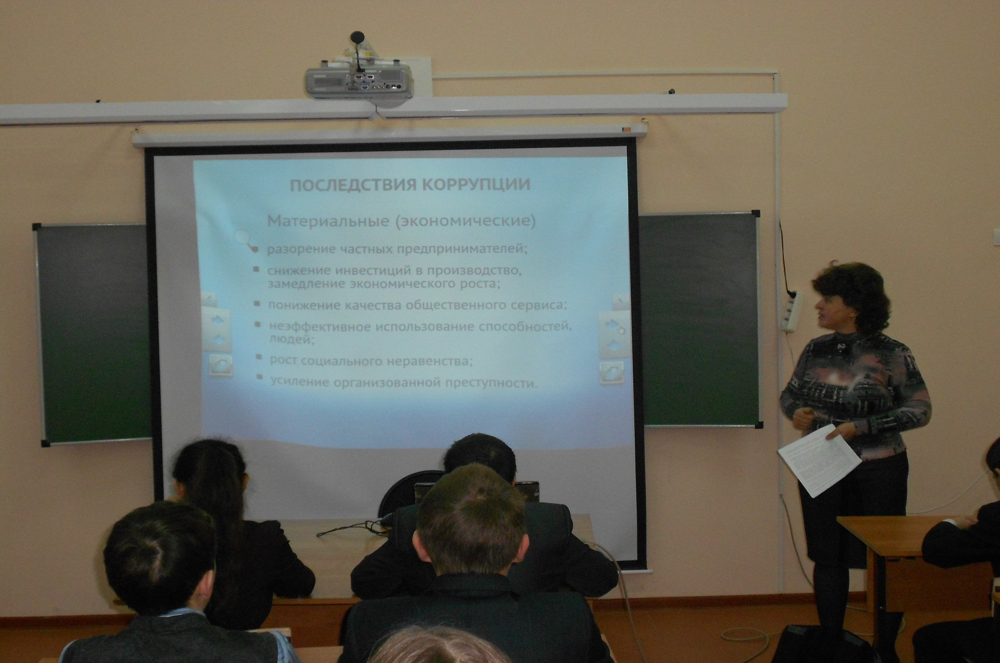 ПОСЛЕДСТВИЯ КОРРУПЦИИ
Материальные (экономические)
▪ разорение частных предпринимателей;
▪ снижение инвестиций в производство,
замедление экономического роста;
▪ понижение качества общественного сервиса;
▪ неэффективное использование способностей,
людей;
▪ рост социального неравенства;
▪ усиление организованной преступности.